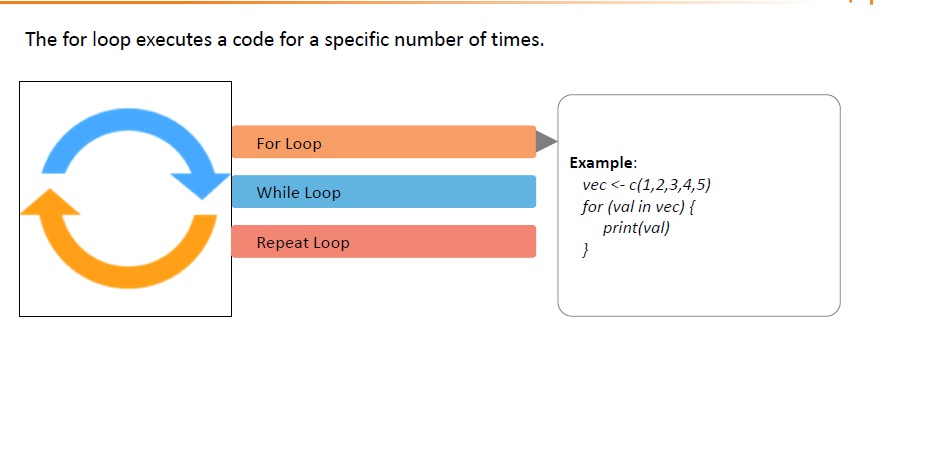 The for loop executes a code for a specific number of times.
For Loop
While Loop
Repeat Loop
Example:
vec <- c(1,2,3,4,5)
for (val in vec) {
print(val)
}